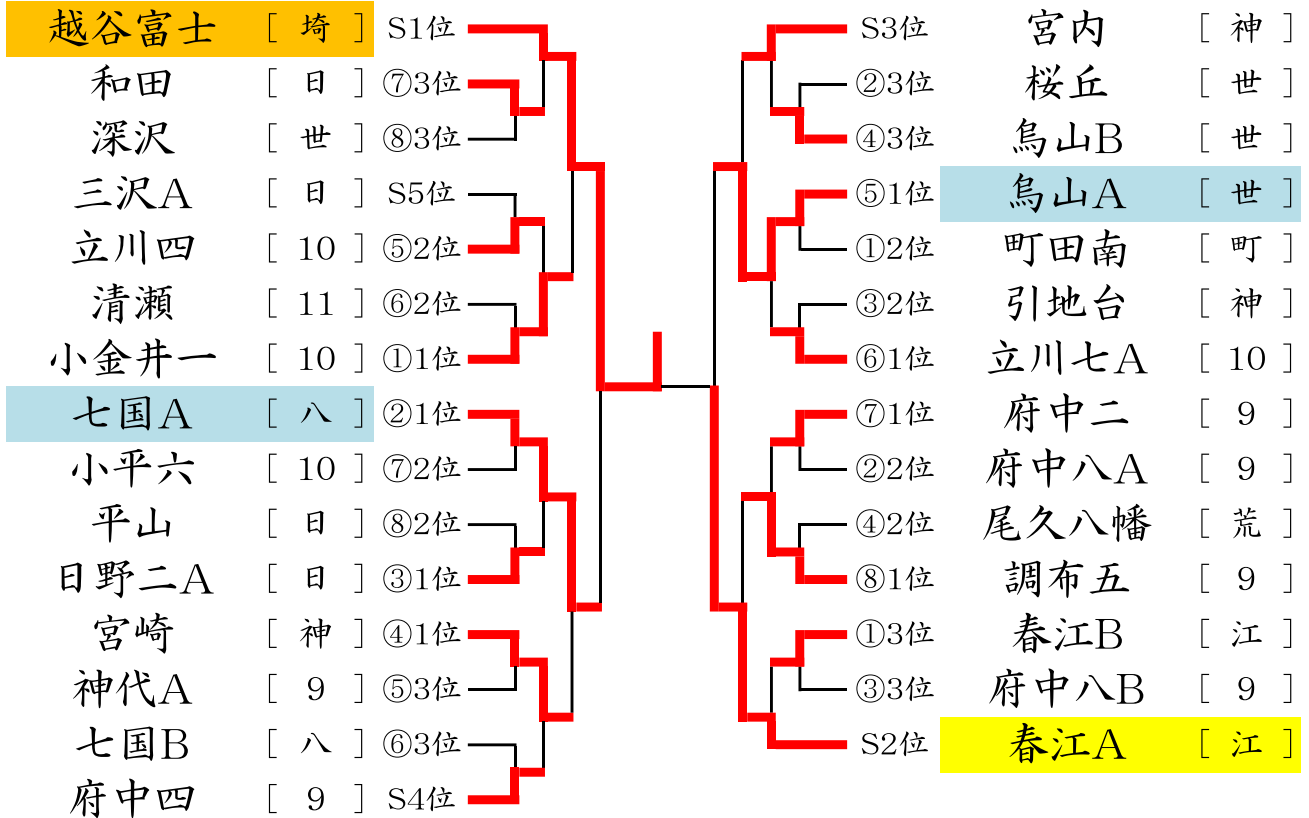 越谷富士 [ 埼 ] S1位
和田 [ 日 ] ⑦3位
深沢 [ 世 ] ⑧3位
三沢A [ 日 ] S5位
立川四 [ 10 ] ⑤2位
清瀬 [ 11 ] ⑥2位
小金井一 [ 10 ] ①1位
七国A [ 八 ] ②1位
小平六 [ 10 ] ⑦2位
平山 [ 日 ] ⑧2位
日野二A [ 日 ] ③1位
宮崎 [ 神 ] ④1位
神代A [ 9 ] ⑤3位
七国B [ 八 ] ⑥3位
府中四 [ 9 ] S4位
S3位 宮内 [ 神 ]
②3位 桜丘 [ 世 ]
④3位 烏山B [ 世 ]
⑤1位 烏山A [ 世 ]
①2位 町田南 [ 町 ]
③2位 引地台 [ 神 ]
⑥1位 立川七A [ 10 ]
⑦1位 府中二 [ 9 ]
②2位 府中八A [ 9 ]
④2位 尾久八幡 [ 荒 ]
⑧1位 調布五 [ 9 ]
①3位 春江B [ 江 ]
③3位 府中八B [ 9 ]
S2位 春江A [ 江 ]